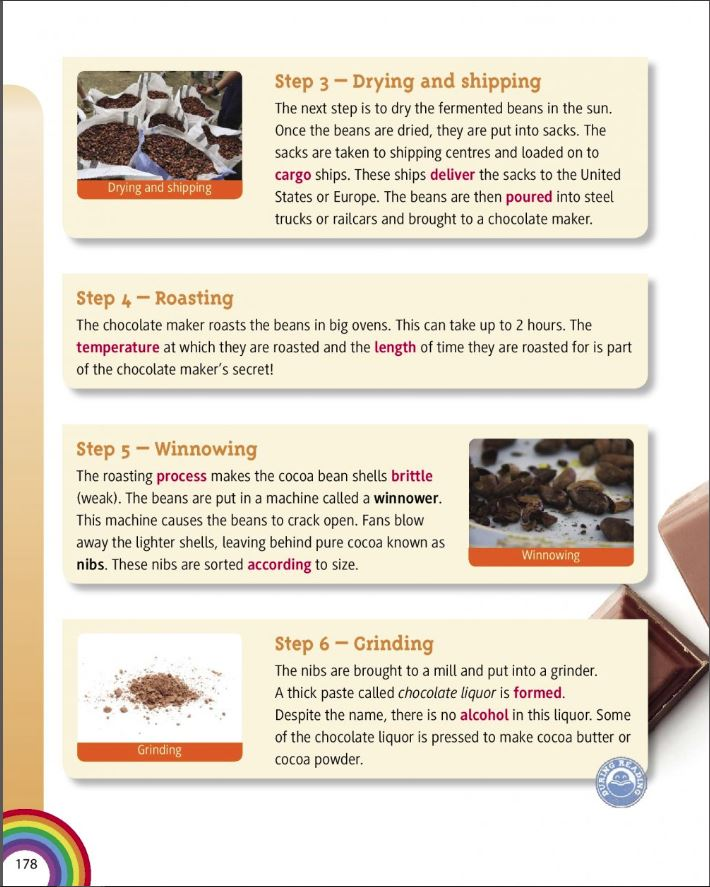 Step 3 – Drying and shipping
The next step is to dry the fermented beans in the sun.
Once the beans are dried, they are put into sacks. The
sacks are taken to shipping centres and loaded on to
cargo ships. These ships deliver the sacks to the United
States or Europe. The beans are then poured into steel
trucks or railcars and brought to a chocolate maker.
Drying and shipping
Step 4 – Roasting
The chocolate maker roasts the beans in big ovens. This can take up to 2 hours. The
temperature at which they are roasted and the length of time they are roasted for is part
of the chocolate maker's secret!
Step 5 – Winnowing
The roasting process makes the cocoa bean shells brittle
(weak). The beans are put in a machine called a winnower.
This machine causes the beans to crack open. Fans blow
away the lighter shells, leaving behind pure cocoa known as
nibs. These nibs are sorted according to size.
Winnowing
Step 6 – Grinding
The nibs are brought to a mill and put into a grinder.
A thick paste called chocolate liquor is formed.
Despite the name, there is no alcohol in this liquor. Some
of the chocolate liquor is pressed to make cocoa butter or
cocoa powder.
Grinding
DURING READING
178